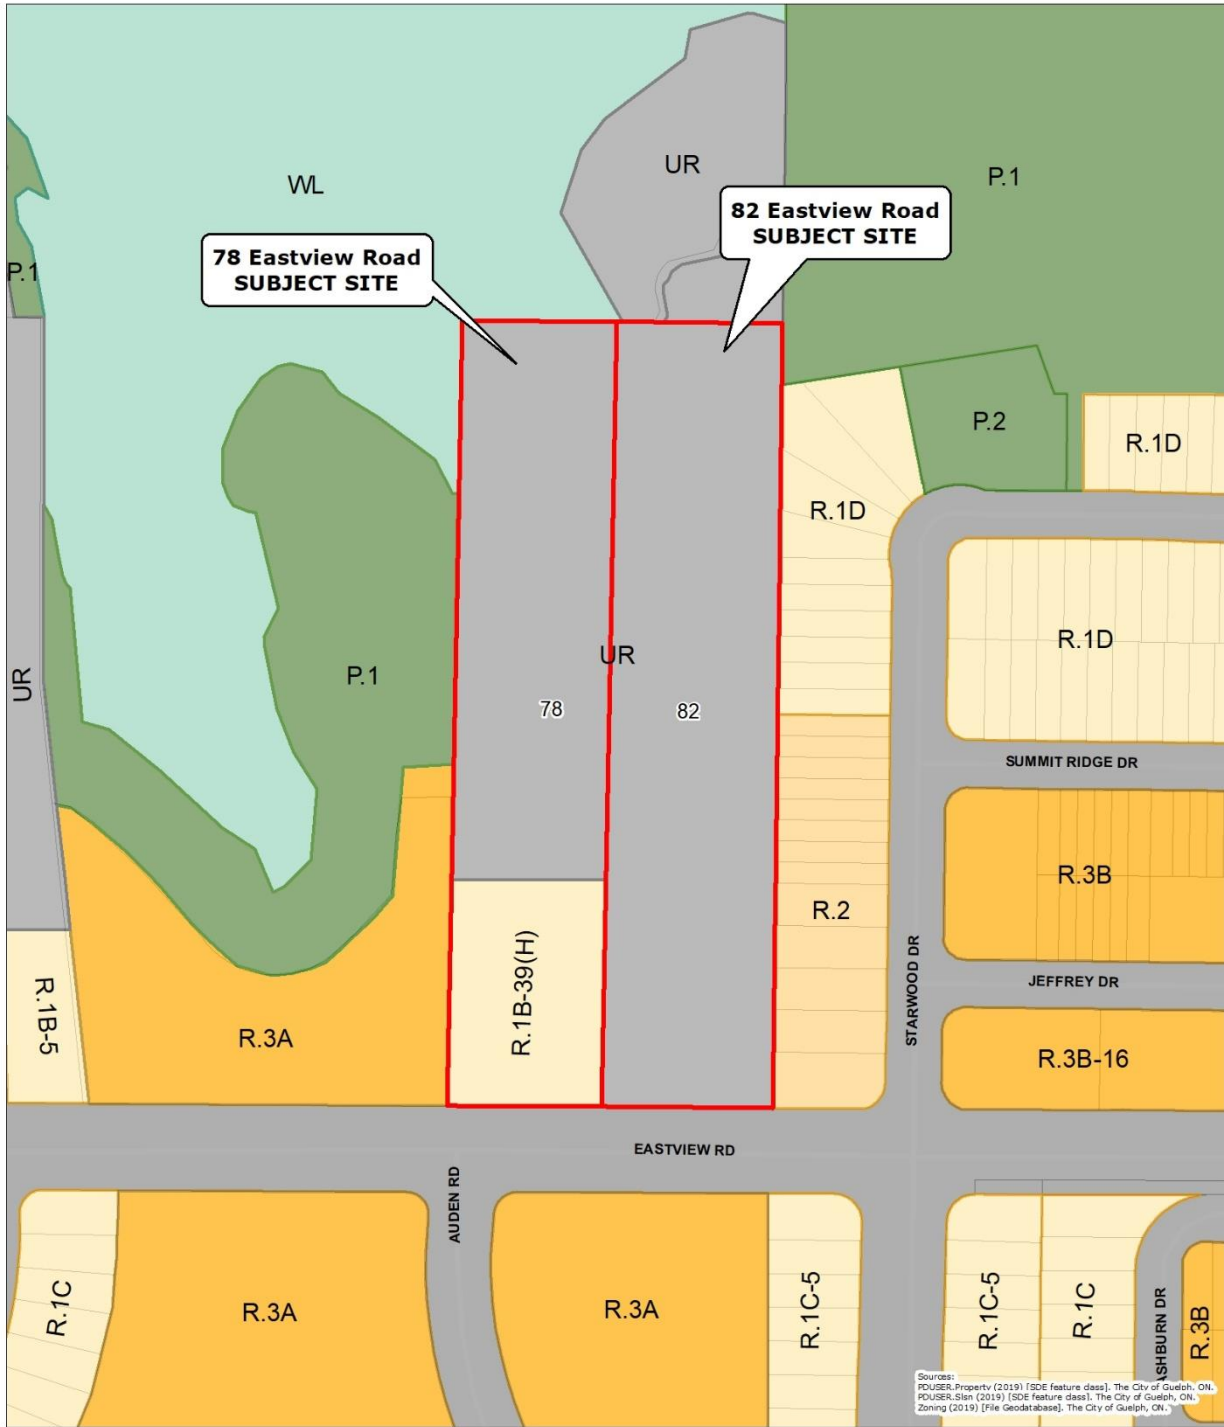 WL
UR
P.1
82 Eastview Road
SUBJECT SITE
78 Eastview Road
SUBJECT SITE
P.1
P.2
R.1D
R.1D
R.1D
UR
P.1
UR
78
82
SUMMIT RIDGE DR
R.3B
R.2
R.1B-39(H)
STARWOOD DR
JEFFREY DR
R.1B-5
R.3A
R.3B-16
EASTVIEW RD
AUDEN RD
R.1C
R.3A
R.3A
R.1C-5
R.1C-5
R.1C
ASHBURN DR
R.3B
Sources:
PDUSER.Property (2019) [SDE feature class]. The City of Guelph, ON.
PDUSER.Slsn (2019) [SDE feature class]. The City of Guelph, ON.
Zoning (2019) [File Geodatabase]. The City of Guelph, ON.